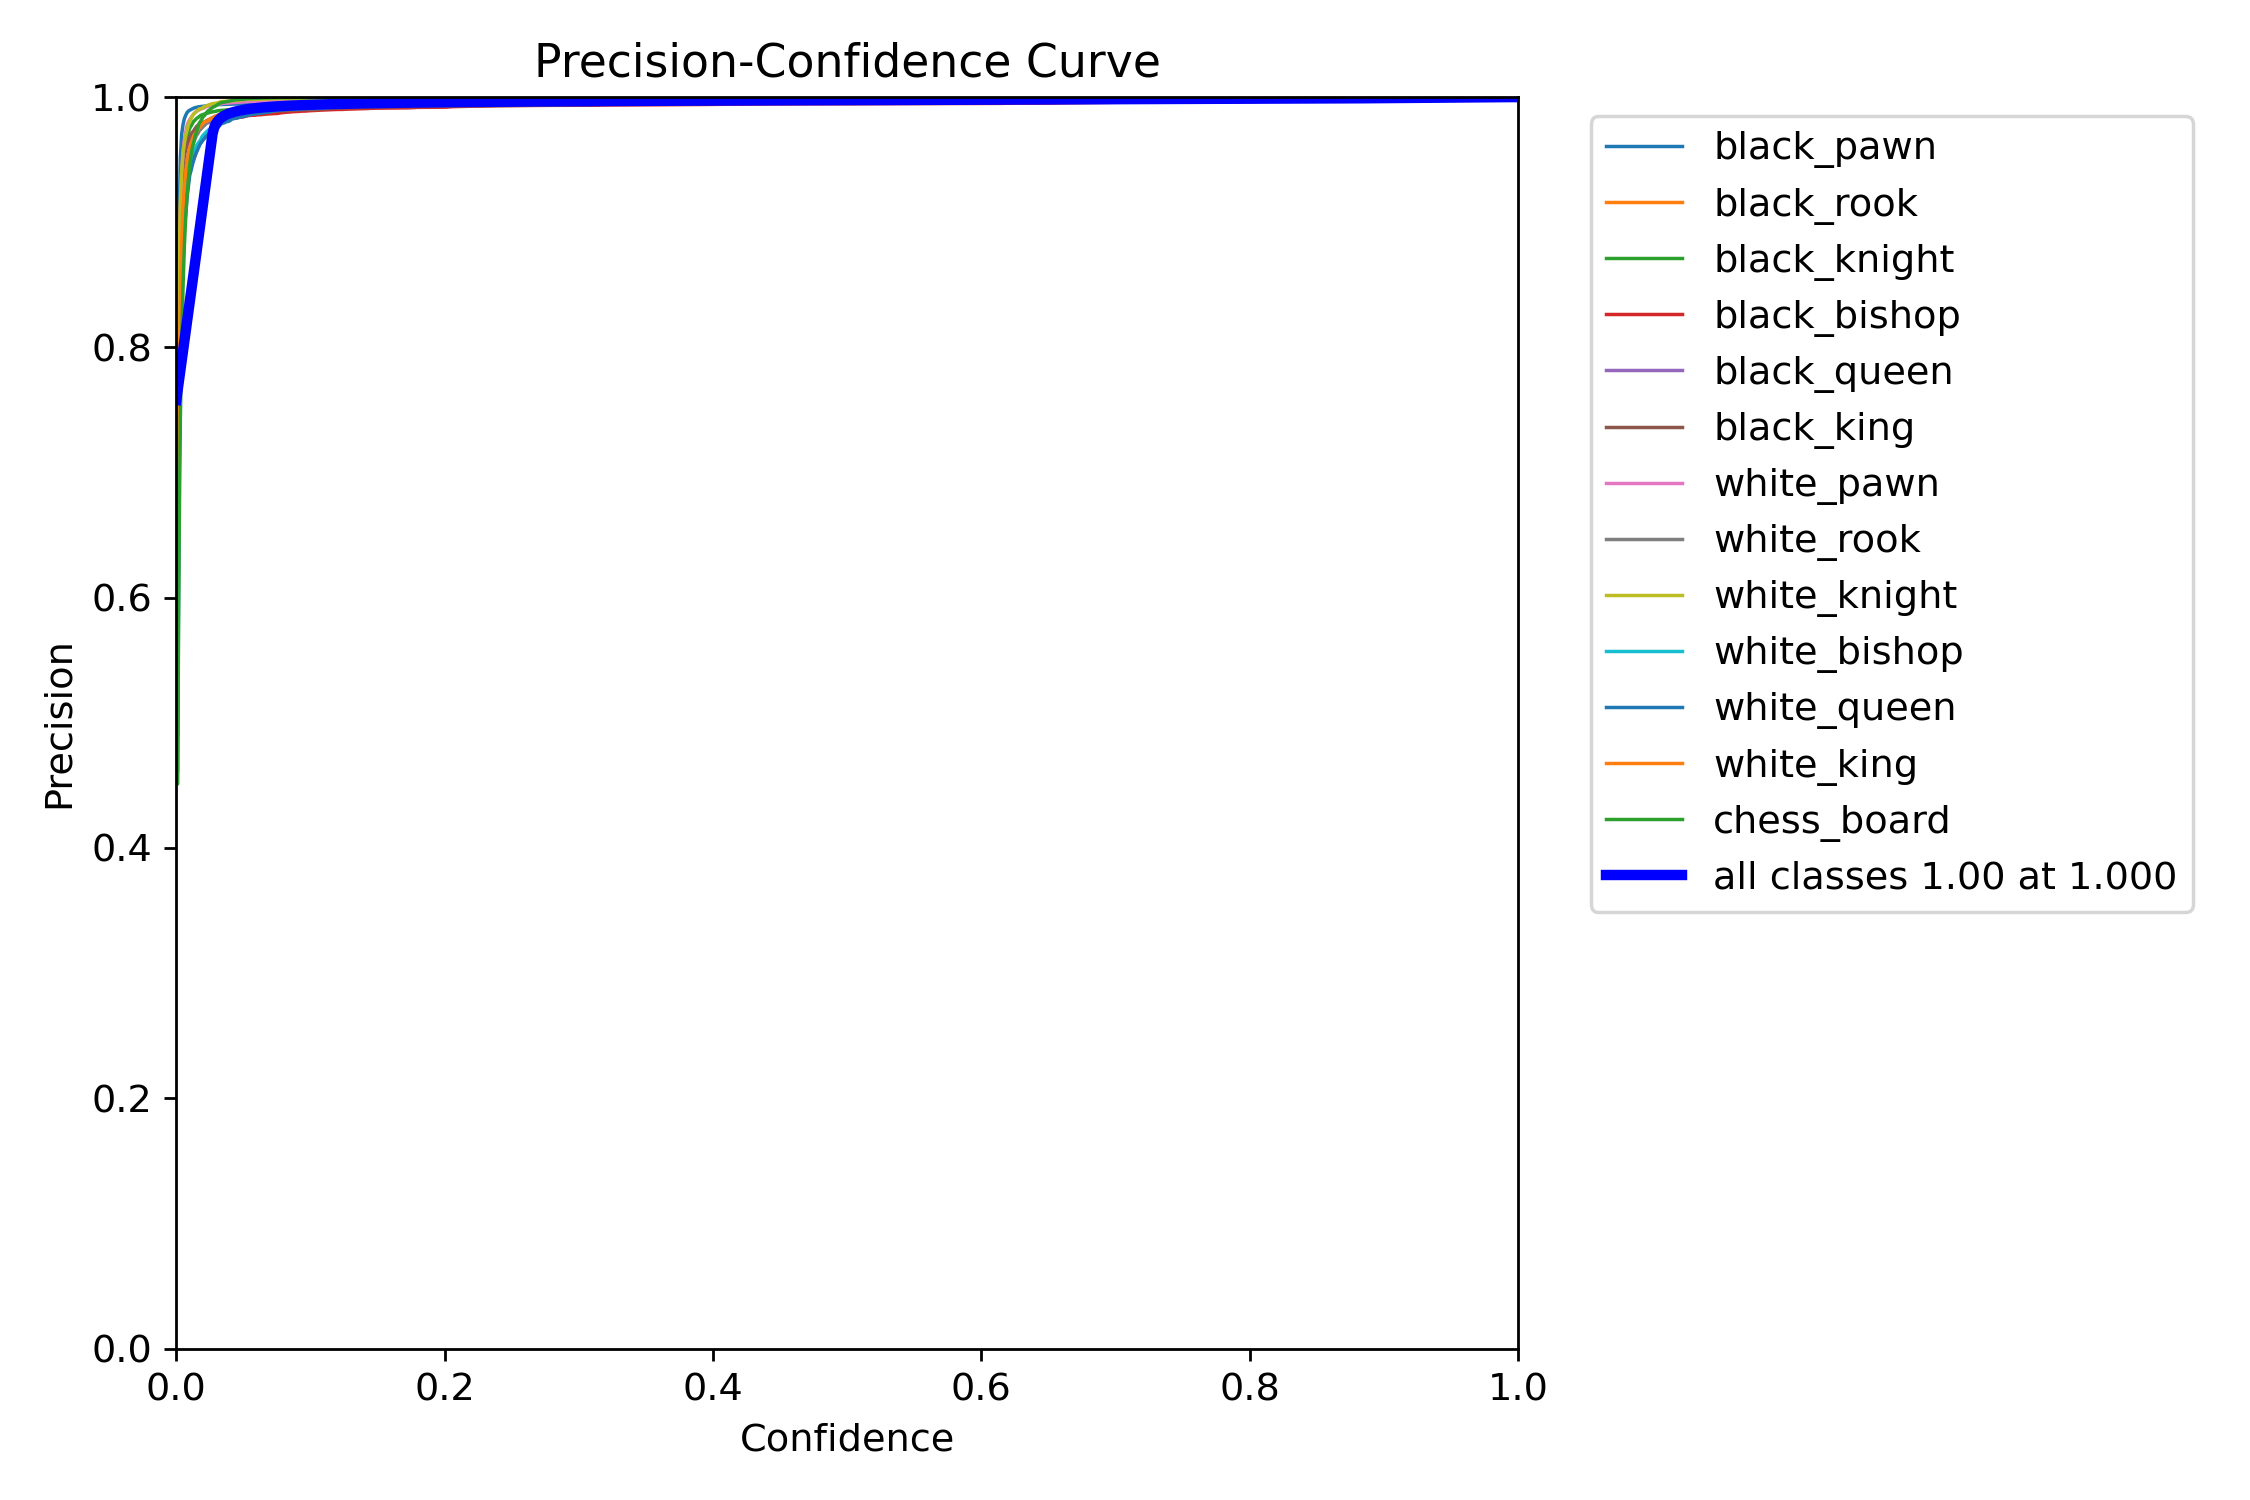 Precision-Confidence Curve
1.0
0.8
0.6
0.4
0.2
0.0
Precision
0.0 0.2 0.4 0.6 0.8 1.0
Confidence
black_pawn
black_rook
black_knight
black_bishop
black_queen
black_king
white_pawn
white_rook
white_knight
white_bishop
white_queen
white_king
chess_board
all classes 1.00 at 1.000